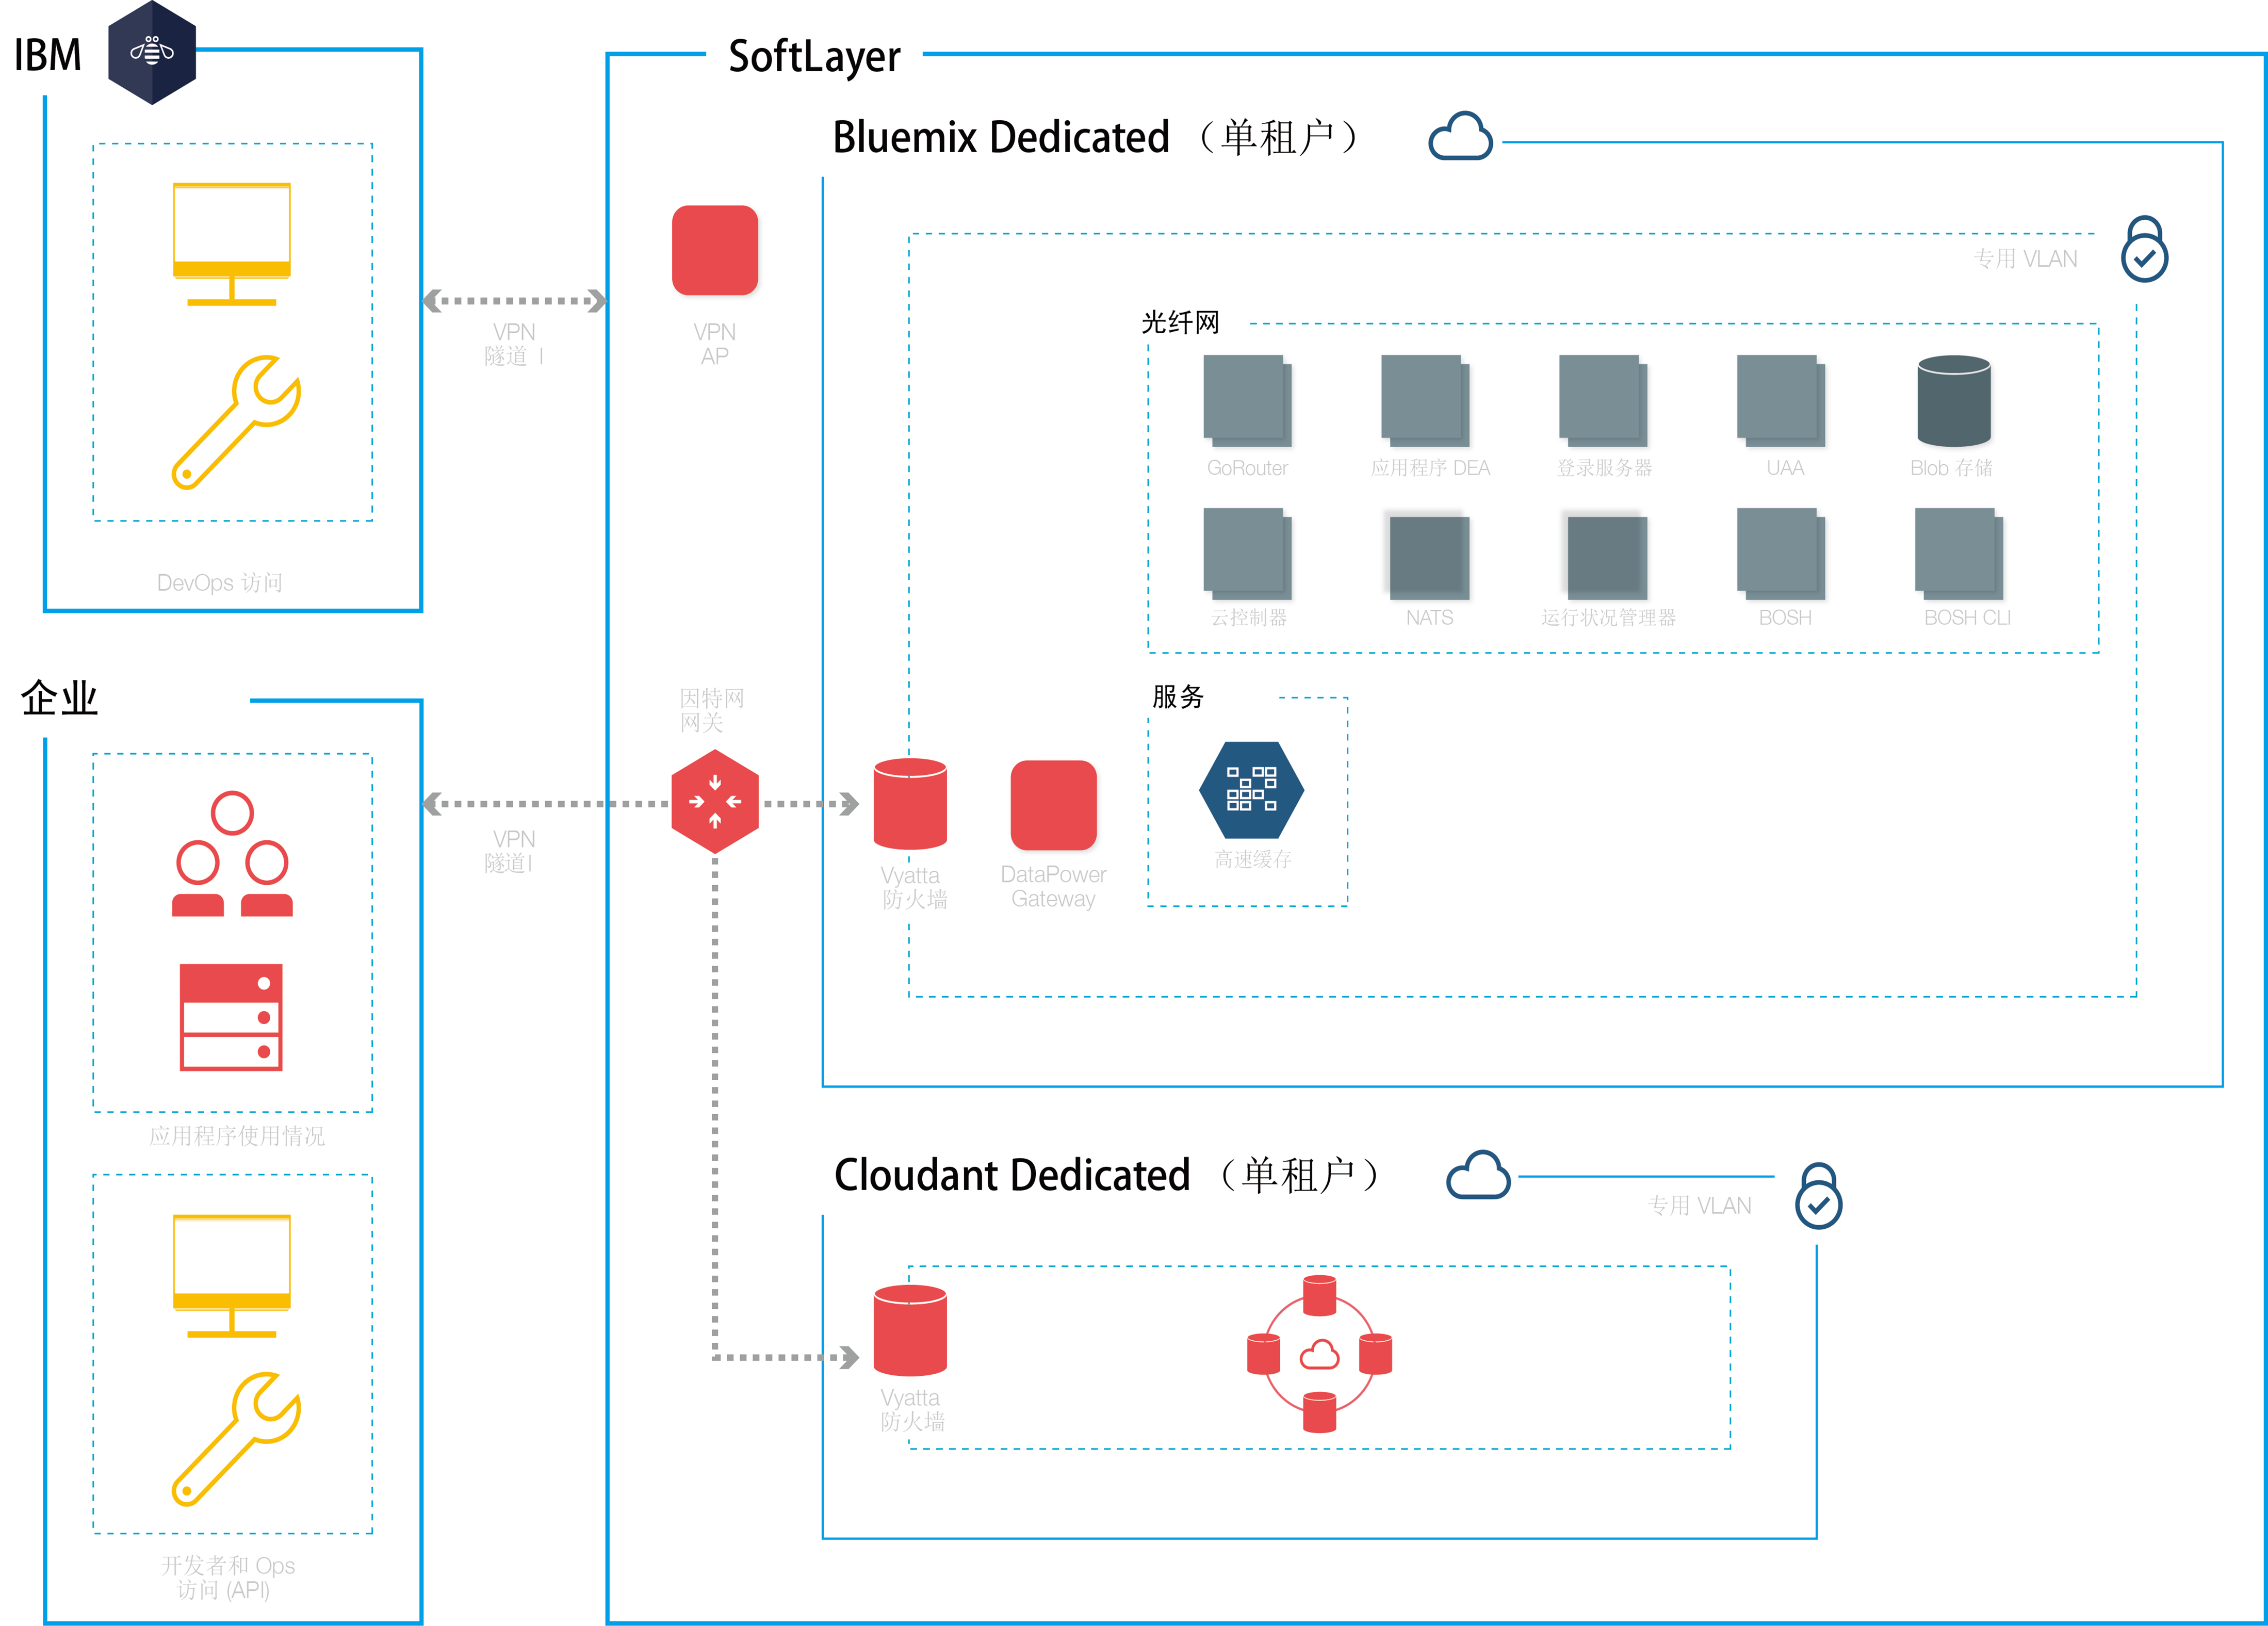 IBM
SoftLayer
Bluemix Dedicated （单租户）
专用 VLAN
光纤网
VPN
隧道 I
VPN
AP
GoRouter
应用程序 DEA
登录服务器
UAA
Blob 存储
云控制器
NATS
运行状况管理器
BOSH
BOSH CLI
DevOps 访问
企业
因特网
网关
服务
VPN
隧道I
Vyatta
防火墙
DataPower
Gateway
高速缓存
应用程序使用情况
Cloudant Dedicated （单租户）
专用 VLAN
Vyatta
防火墙
开发者和 Ops
访问 (API)